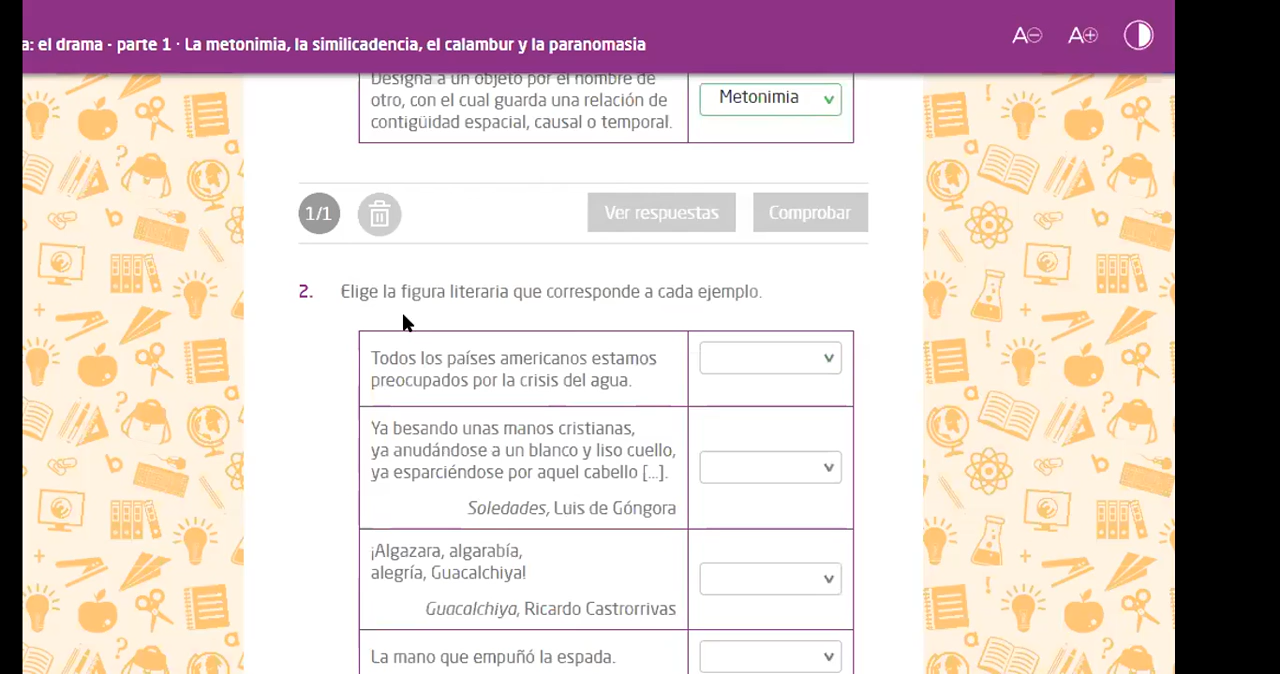 a: el drama - parte 1 · La metonimia, la similicadencia, el calambur y la paranomasia
A
A
Designa a un objeto por el nombre de
otro, con el cual guarda una relación de
contigüidad espacial, causal o temporal.
Metonimia
1/1
Ver respuestas
Comprobar
2. Elige la figura literaria que corresponde a cada ejemplo.
Todos los países americanos estamos
preocupados por la crisis del agua.
Ya besando unas manos cristianas,
ya anudándose a un blanco y liso cuello,
ya esparciéndose por aquel cabello [...].
Soledades, Luis de Góngora
¡Algazara, algarabía,
alegría, Guacalchiya!
Guacalchiya, Ricardo Castrorrivas
La mano que empuñó la espada.